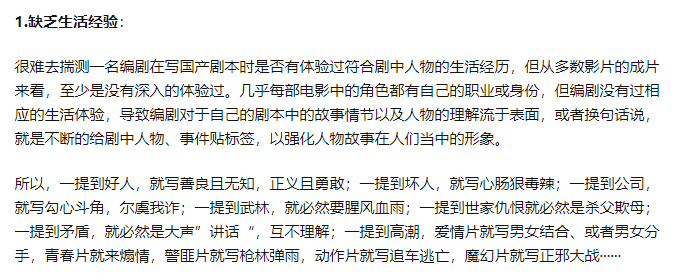 1.缺乏生活经验：
很难去揣测一名编剧在写国产剧本时是否有体验过符合剧中人物的生活经历，但从多数影片的成片
来看，至少是没有深入的体验过。几乎每部电影中的角色都有自己的职业或身份，但编剧没有过相
应的生活体验，导致编剧对于自己的剧本中的故事情节以及人物的理解流于表面，或者换句话说，
就是不断的给剧中人物、事件贴标签，以强化人物故事在人们当中的形象。
所以，一提到好人，就写善良且无知，正义且勇敢；一提到坏人，就写心肠狠毒辣；一提到公司，
就写勾心斗角，尔虞我诈；一提到武林，就必然要腥风血雨；一提到世家仇恨就必然是杀父欺母；
一提到矛盾，就必然是大声”讲话“，互不理解；一提到高潮，爱情片就写男女结合、或者男女分
手，青春片就来煽情，警匪片就写枪林弹雨，动作片就写追车逃亡，魔幻片就写正邪大战······